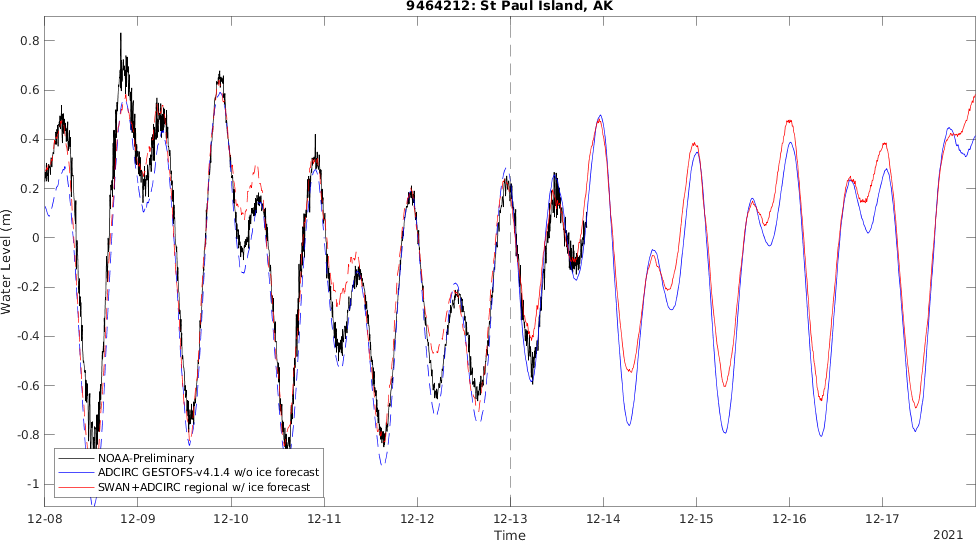 9464212: St Paul Island, AK
Water Level (m)
0.8
0.6
0.4
0.2
0
-0.2
-0.4
-0.6
-0.8
-1
NOAA-Preliminary
ADCIRC GESTOFS-v4.1.4 w/o ice forecast
SWAN+ADCIRC regional w/ ice forecast
12-08 12-09 12-10 12-11 12-12 12-13 12-14 12-15 12-16 12-17
Time
2021